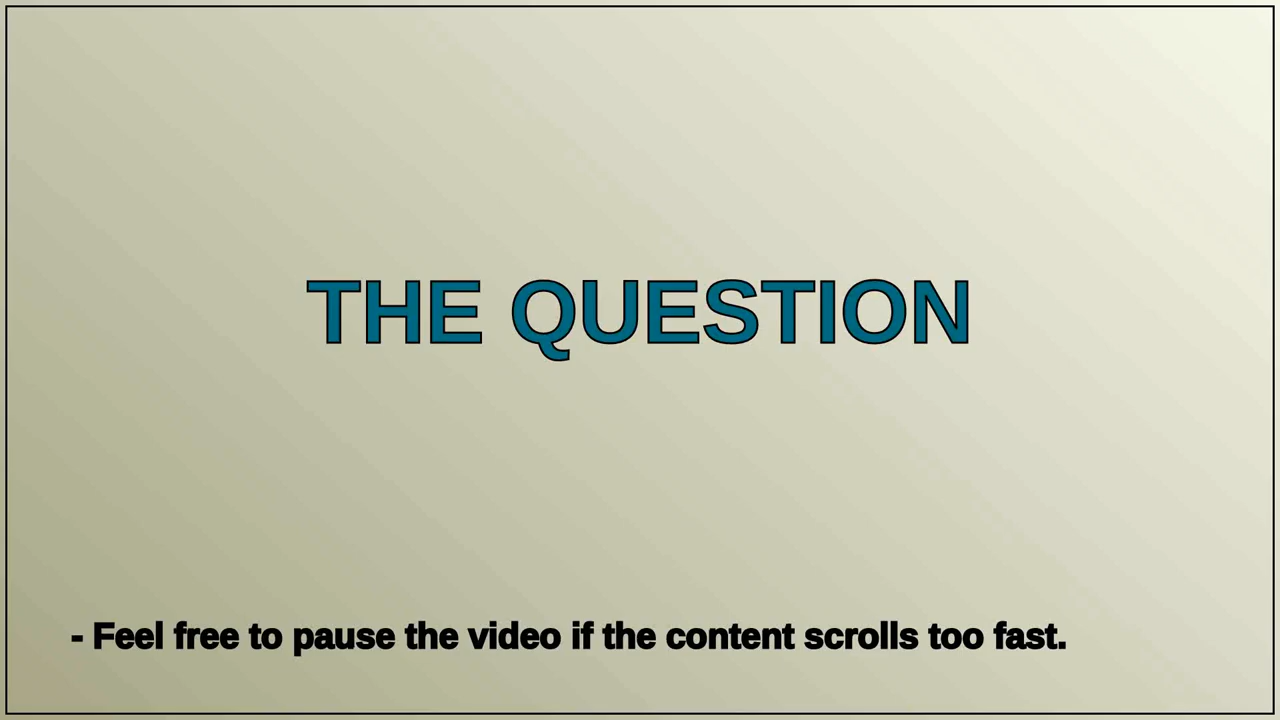 THE QUESTION
- Feel free to pause the video if the content scrolls too fast.